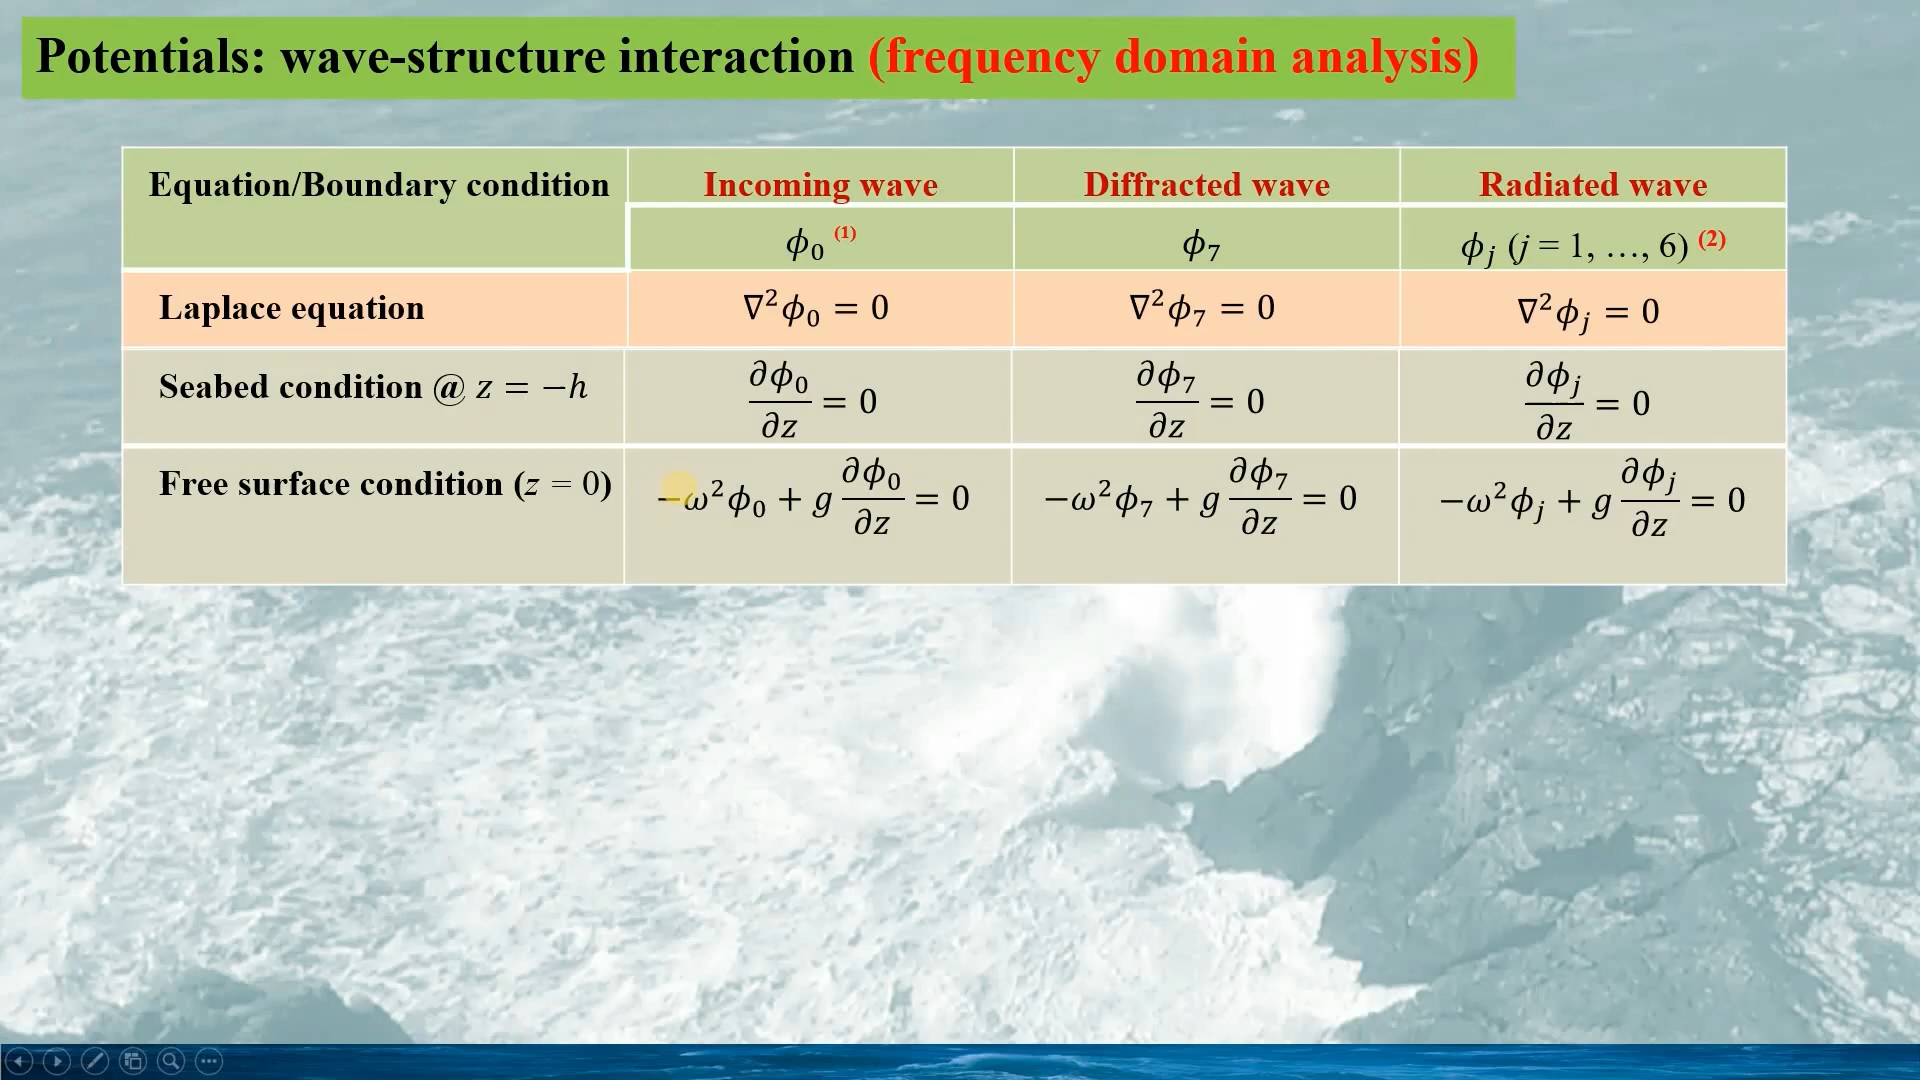 Potentials: wave-structure interaction (frequency domain analysis)
Equation/Boundary condition Incoming wave Diffracted wave Radiated wave
𝜙₀ (1) 𝜙₇ 𝜙ⱼ (j = 1, …, 6) (2)
Laplace equation ∇²𝜙₀ = 0 ∇²𝜙₇ = 0 ∇²𝜙ⱼ = 0
Seabed condition @ 𝑧 = −ℎ ∂𝜙₀/∂𝑧 = 0 ∂𝜙₇/∂𝑧 = 0 ∂𝜙ⱼ/∂𝑧 = 0
Free surface condition (z = 0) −𝜔²𝜙₀ + 𝑔 ∂𝜙₀/∂𝑧 = 0 −𝜔²𝜙₇ + 𝑔 ∂𝜙₇/∂𝑧 = 0 −𝜔²𝜙ⱼ + 𝑔 ∂𝜙ⱼ/∂𝑧 = 0